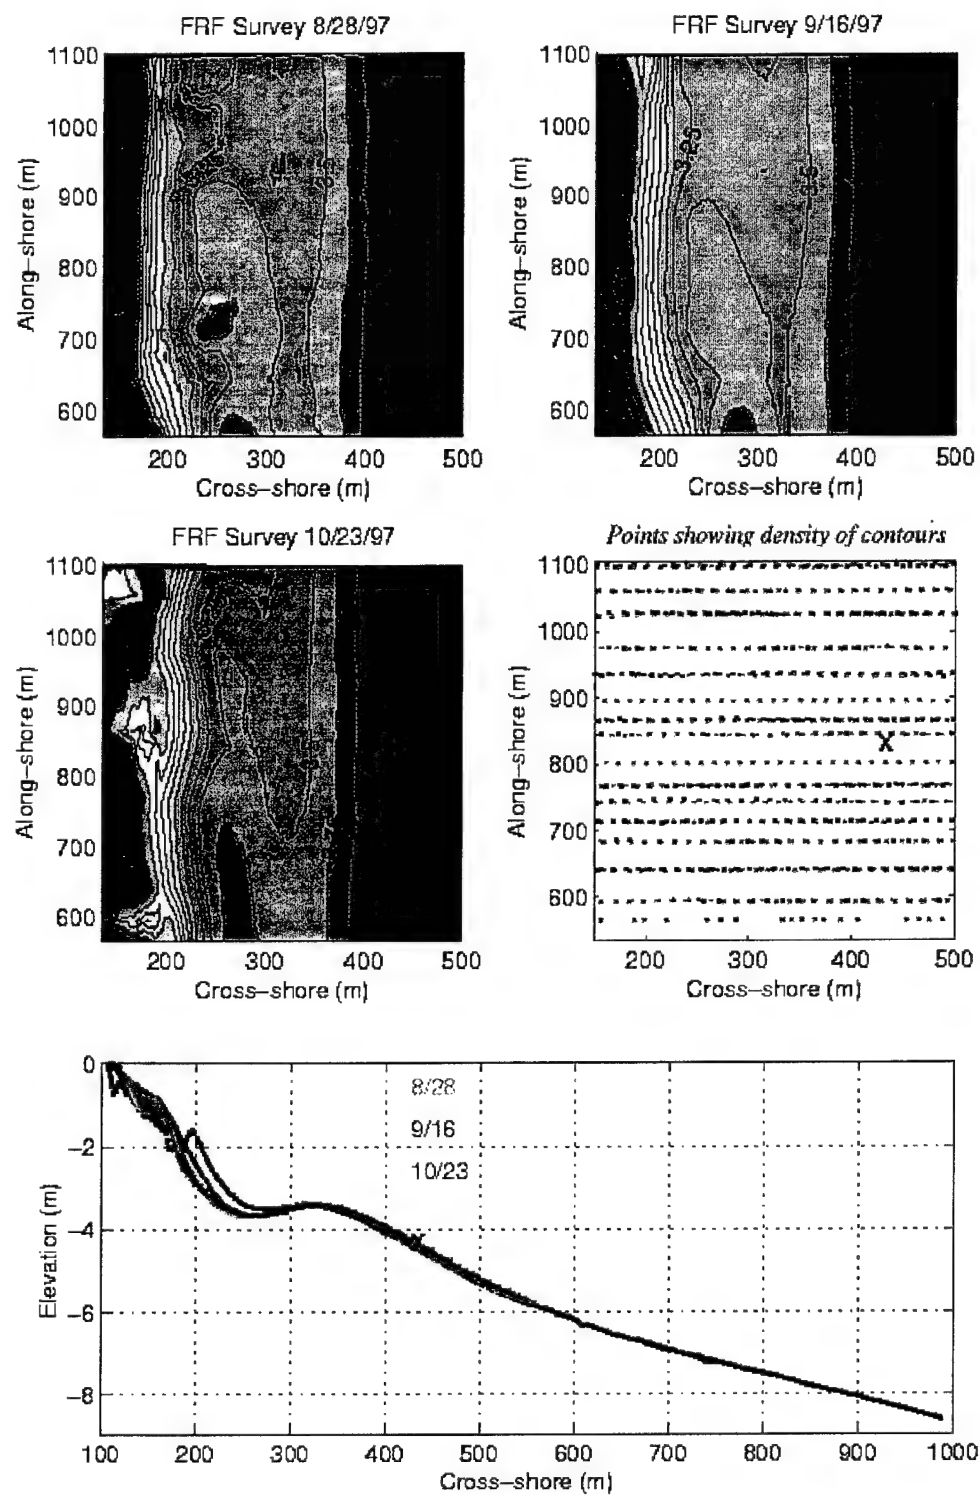 FRF Survey 8/28/97
FRF Survey 9/16/97
1100
1000
900
800
700
600
Along-shore (m)
200 300 400 500
Cross-shore (m)
3.25
3.5
1100
1000
900
800
700
600
Along-shore (m)
3.25
3.5
200 300 400 500
Cross-shore (m)
FRF Survey 10/23/97
Points showing density of contours
1100
1000
900
800
700
600
Along-shore (m)
200 300 400 500
Cross-shore (m)
1100
1000
900
800
700
600
Along-shore (m)
X
200 300 400 500
Cross-shore (m)
0
-2
-4
-6
-8
Elevation (m)
8/28
9/16
10/23
X
100 200 300 400 500 600 700 800 900 1000
Cross-shore (m)